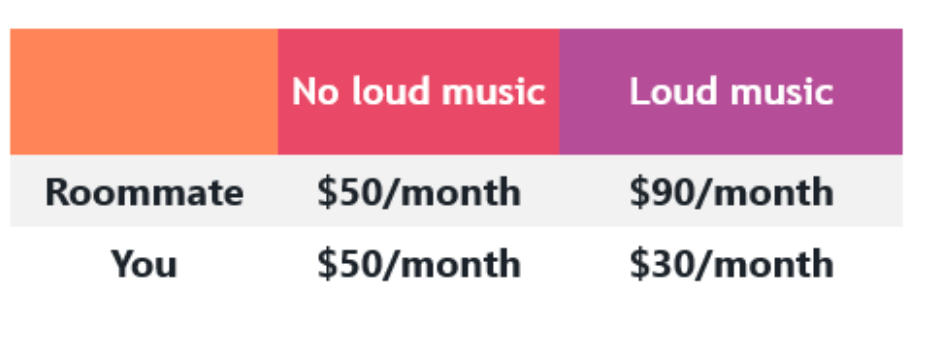 No loud music Loud music
Roommate $50/month $90/month
You $50/month $30/month